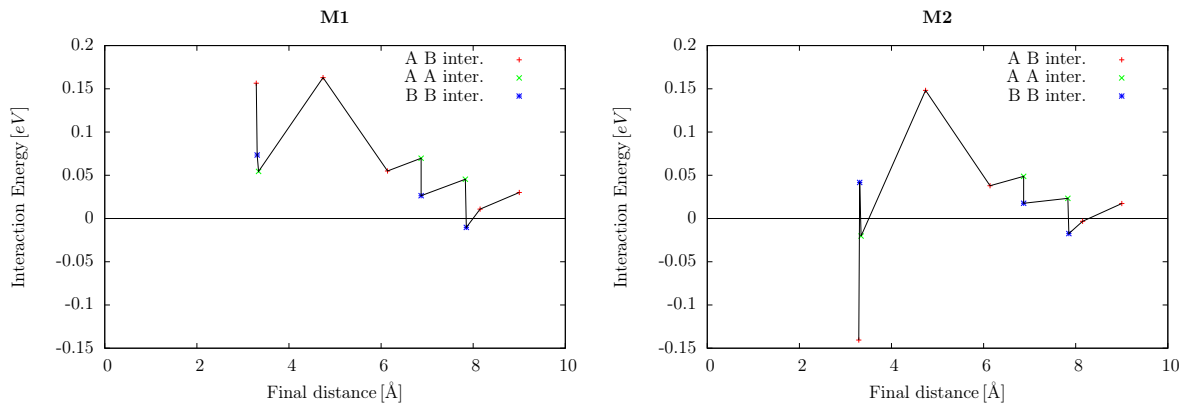 M1
0.2
0.15
0.1
0.05
0
-0.05
-0.1
-0.15
0 2 4 6 8 10
Interaction Energy [eV]
Final distance [Å]
A B inter.
A A inter.
B B inter.
M2
0.2
0.15
0.1
0.05
0
-0.05
-0.1
-0.15
0 2 4 6 8 10
Interaction Energy [eV]
Final distance [Å]
A B inter.
A A inter.
B B inter.